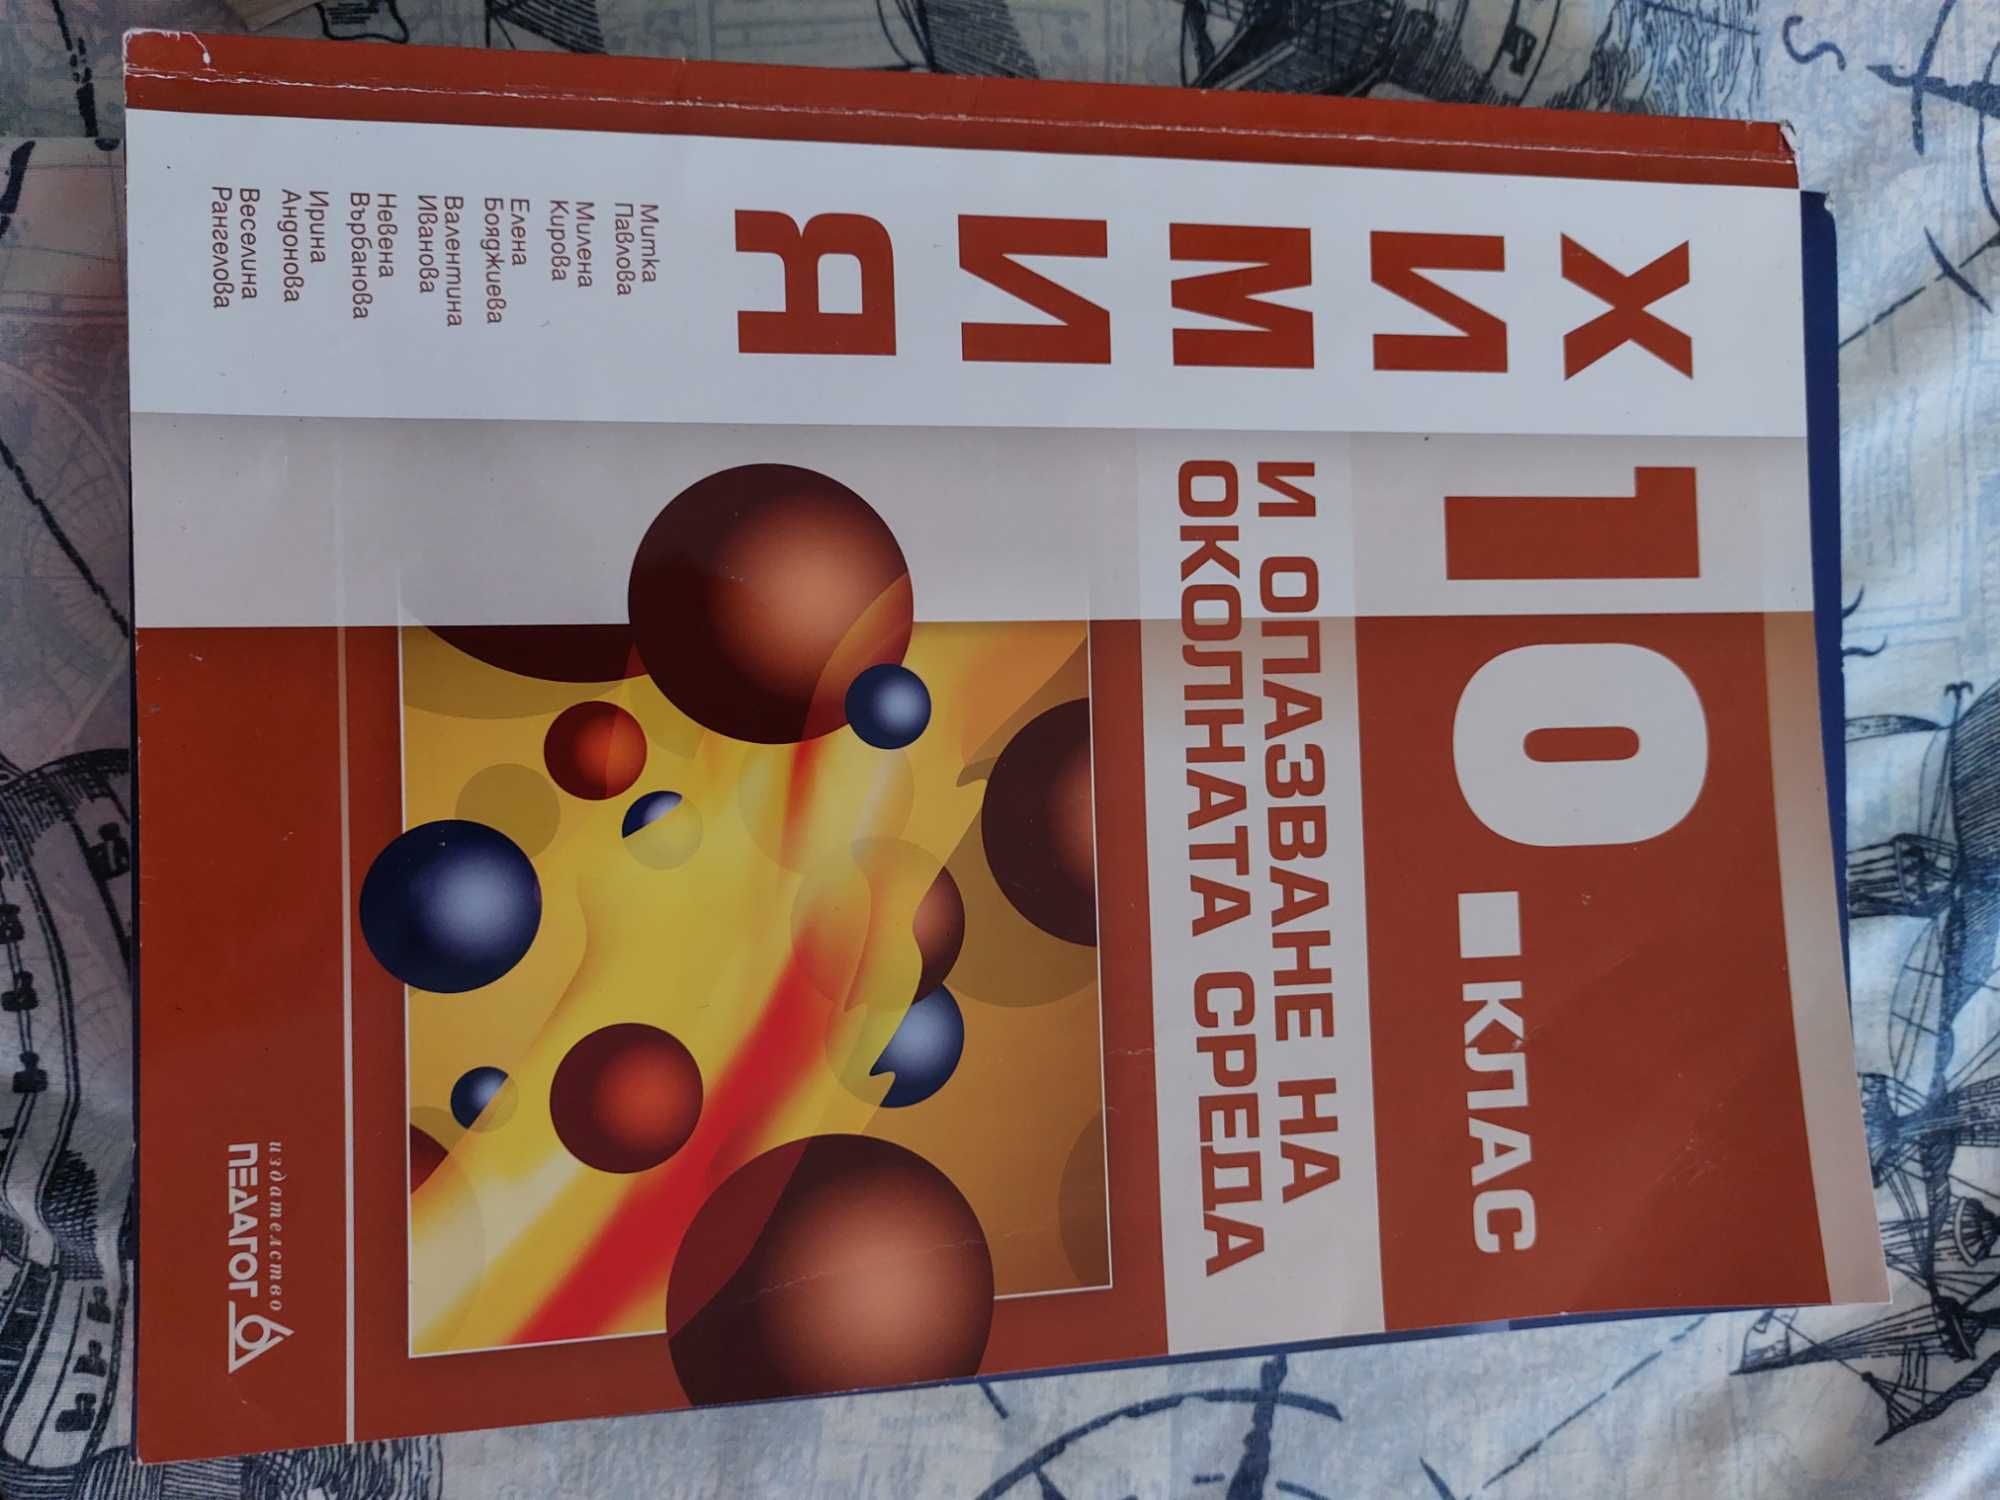 ХИМИЯ
10 КЛАС
И ОПАЗВАНЕ НА
ОКОЛНАТА СРЕДА
Митка
Павлова
Милена
Кирова
Елена
Бояджиева
Валентина
Иванова
Невена
Върбанова
Ирина
Андонова
Веселина
Рангелова
издателство
ПЕДАГОГ 6